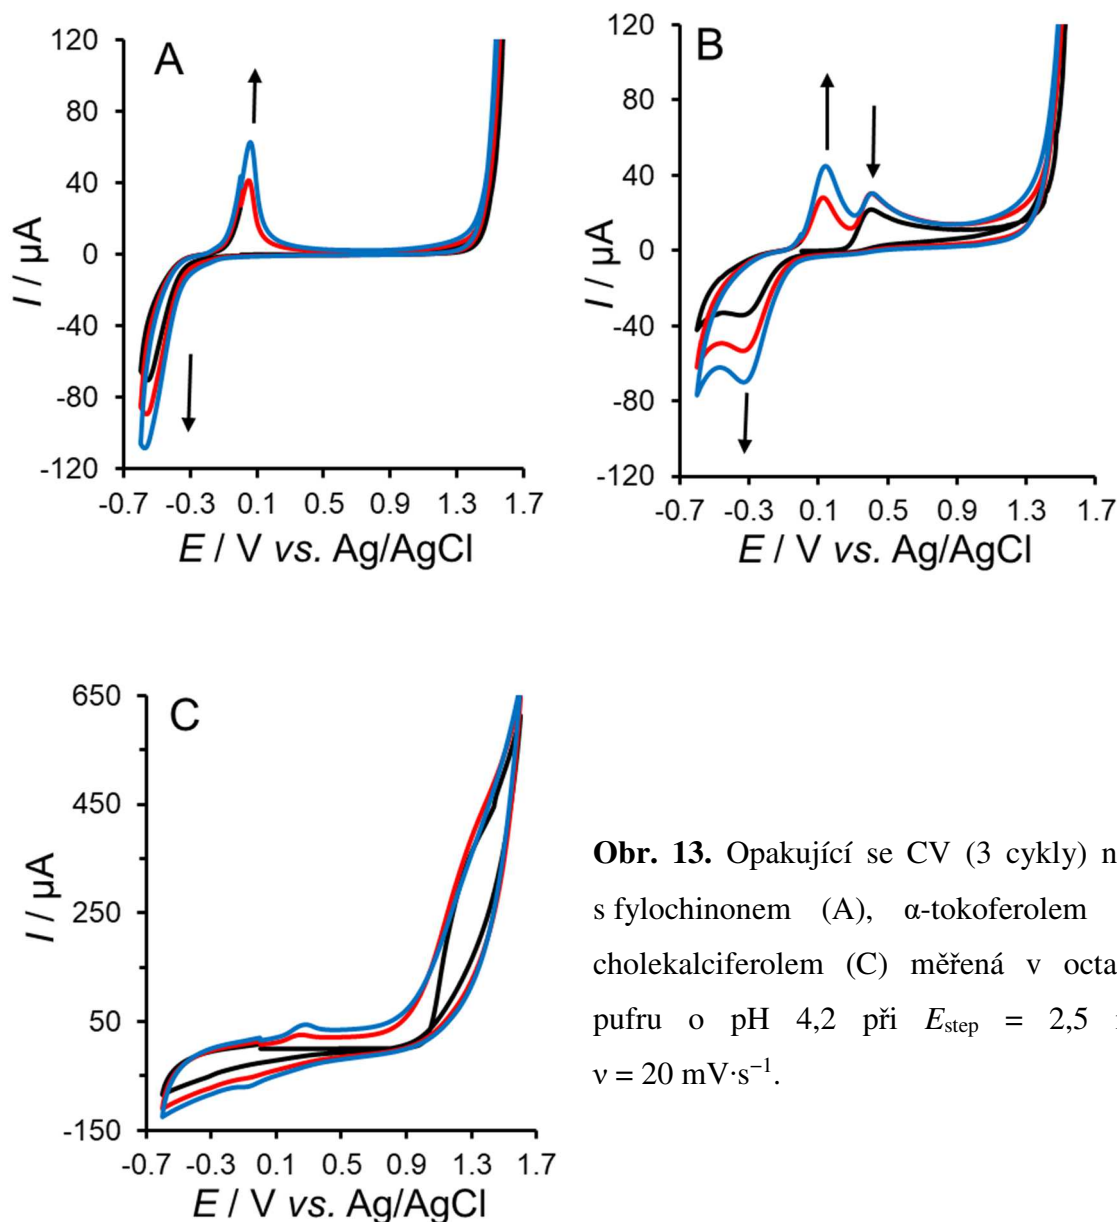 A
120
80
40
0
-40
-80
-120
I / µA
-0.7 -0.3 0.1 0.5 0.9 1.3 1.7
E / V vs. Ag/AgCl
B
120
80
40
0
-40
-80
-120
I / µA
-0.7 -0.3 0.1 0.5 0.9 1.3 1.7
E / V vs. Ag/AgCl
C
650
450
250
50
-150
I / µA
-0.7 -0.3 0.1 0.5 0.9 1.3 1.7
E / V vs. Ag/AgCl
Obr. 13. Opakující se CV (3 cykly) n
s fylochinonem (A), α-tokoferolem
cholekalciferolem (C) měřená v octa
pufru o pH 4,2 při Estep = 2,5
ν = 20 mV·s⁻¹.